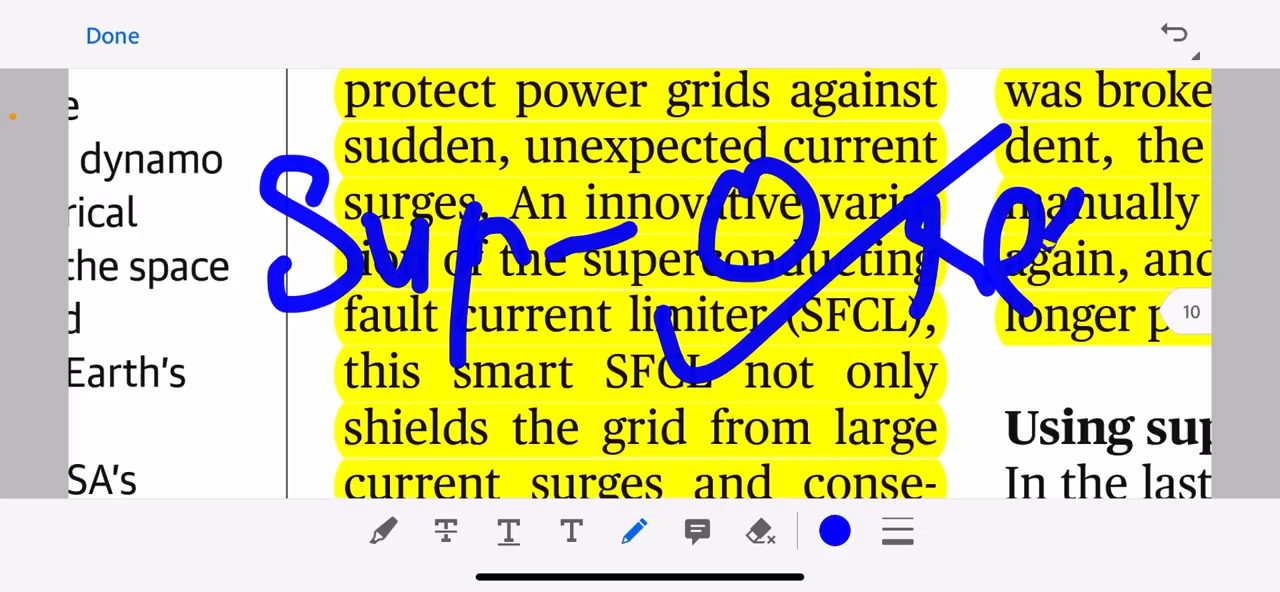 Done
e
dynamo
rical
the space
d
Earth's
SA's
protect power grids against
sudden, unexpected current
surges. An innovative varia-
tion of the superconducting
fault current limiter (SFCL),
this smart SFCL not only
shields the grid from large
current surges and conse-
was broke
dent, the
manually
again, and
longer p
Using sup
In the last
10
Sup-